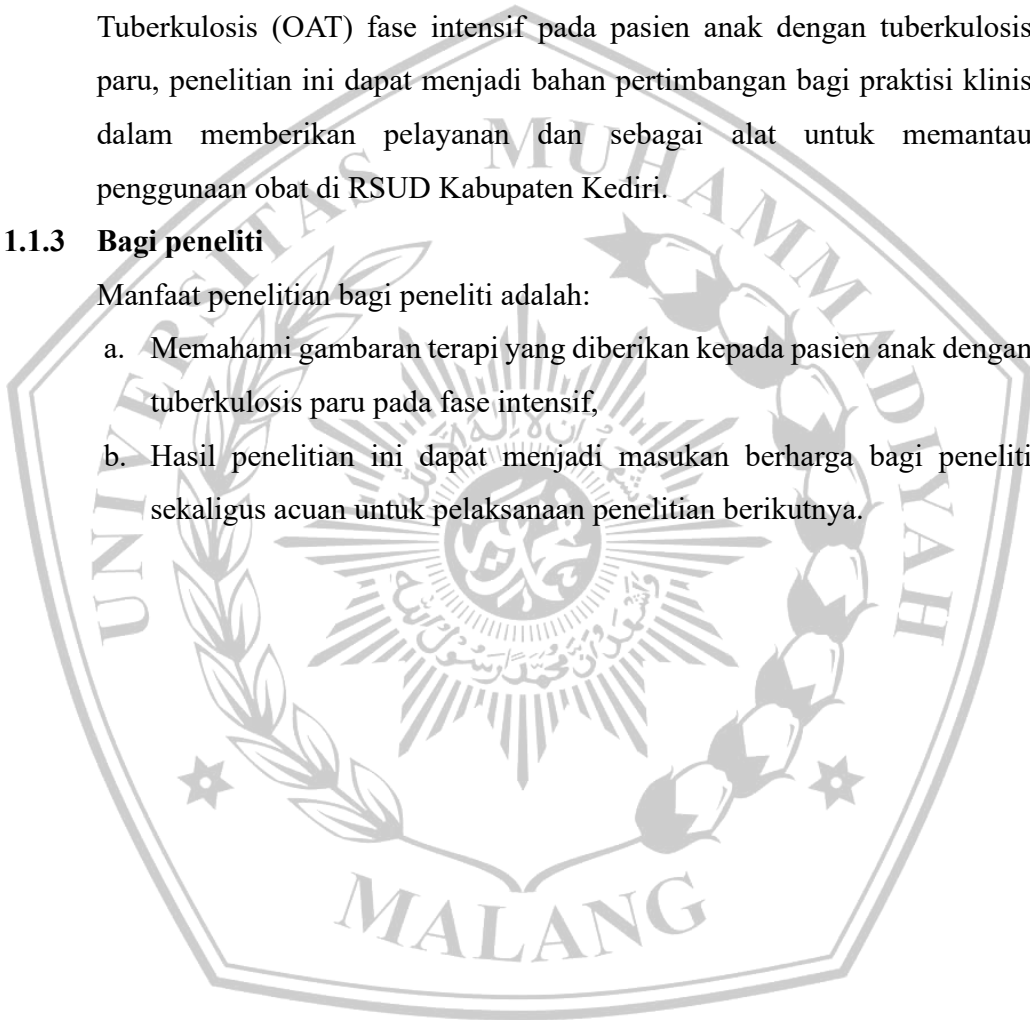 Tuberkulosis (OAT) fase intensif pada pasien anak dengan tuberkulosis
paru, penelitian ini dapat menjadi bahan pertimbangan bagi praktisi klinis
dalam memberikan pelayanan dan sebagai alat untuk memantau
penggunaan obat di RSUD Kabupaten Kediri.
1.1.3 Bagi peneliti
Manfaat penelitian bagi peneliti adalah:
a. Memahami gambaran terapi yang diberikan kepada pasien anak dengan
tuberkulosis paru pada fase intensif,
b. Hasil penelitian ini dapat menjadi masukan berharga bagi peneliti
sekaligus acuan untuk pelaksanaan penelitian berikutnya.
UNIVERSITAS MUHAMMADIYAH
MALANG